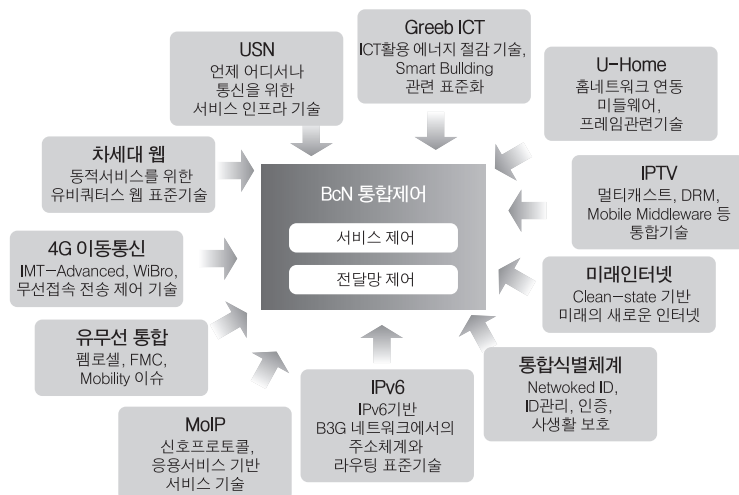 Greeb ICT
ICT활용 에너지 절감 기술,
Smart Bullding
관련 표준화
USN
언제 어디서나
통신을 위한
서비스 인프라 기술
U-Home
홈네트워크 연동
미들웨어,
프레임관련기술
차세대 웹
동적서비스를 위한
유비쿼터스 웹 표준기술
BcN 통합제어
서비스 제어
전달망 제어
IPTV
멀티캐스트, DRM,
Mobile Middleware 등
통합기술
4G 이동통신
IMT-Advanced, WiBro,
무선접속 전송 제어 기술
미래인터넷
Clean-state 기반
미래의 새로운 인터넷
유무선 통합
펨로셀, FMC,
Mobility 이슈
통합식별체계
Netwoked ID,
ID관리, 인증,
사생활 보호
MoIP
신호프로토콜,
응용서비스 기반
서비스 기술
IPv6
IPv6기반
B3G 네트워크에서의
주소체계와
라우팅 표준기술